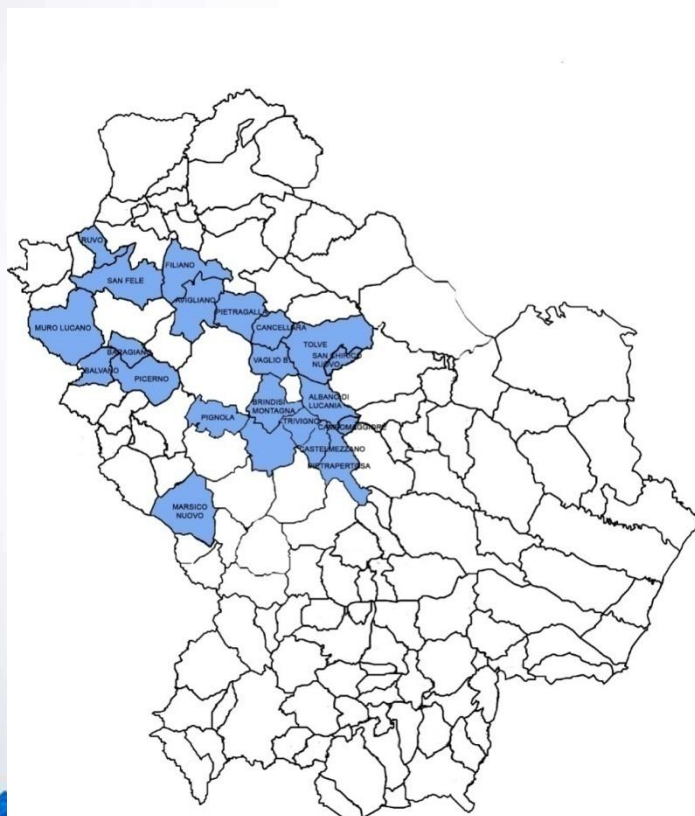 RUVO
FILIANO
SAN FELE
AVIGLIANO
PIETRAGALLA
MURO LUCANO
CANCELLARA
TOLVE
BARAGIANO
SAN CHIRICO
NUOVO
VAGLIO B.
BALVANO
PICERNO
ALBANO DI
LUCANIA
BRINDISI
MONTAGNA
PIGNOLA
TRIVIGNO
CAMPOMAGGIORE
CASTELMEZZANO
PIETRAPERTOSA
MARSICO
NUOVO